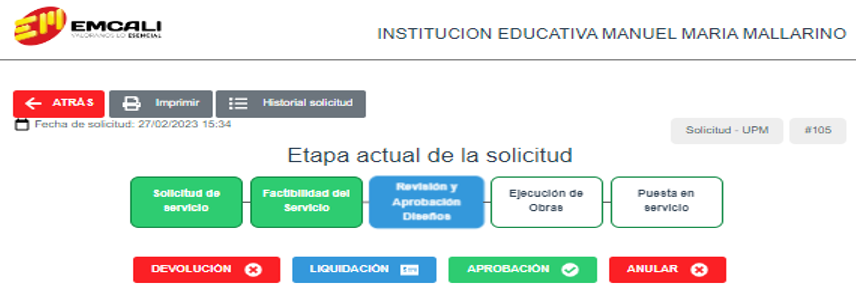 EMCALI
VALORAMOS LO ESENCIAL
INSTITUCION EDUCATIVA MANUEL MARIA MALLARINO
ATRÁS
Imprimir
Historial solicitud
Fecha de solicitud: 27/02/2023 15:34
Solicitud - UPM
#105
Etapa actual de la solicitud
Solicitud de
servicio
Factibilidad del
Servicio
Revisión y
Aprobación
Diseños
Ejecución de
Obras
Puesta en
servicio
DEVOLUCIÓN
LIQUIDACIÓN
APROBACIÓN
ANULAR